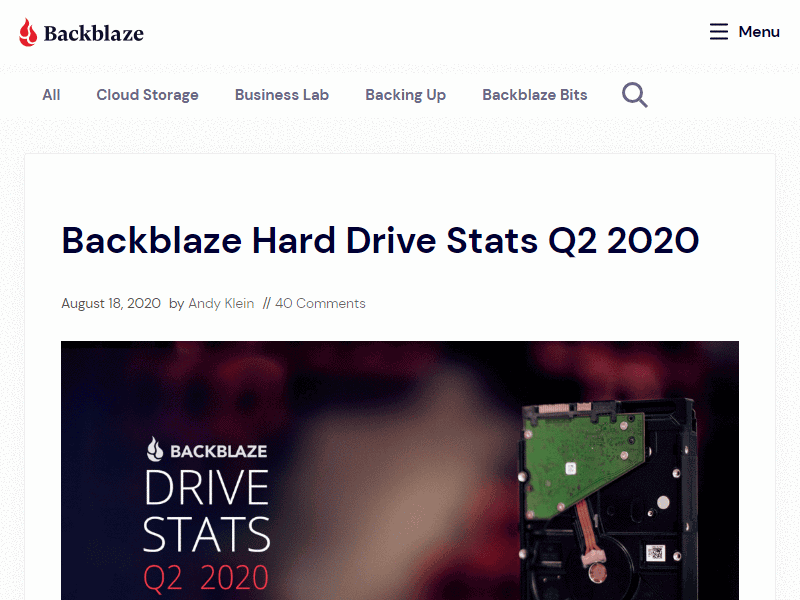 Backblaze
Menu
All Cloud Storage Business Lab Backing Up Backblaze Bits
Backblaze Hard Drive Stats Q2 2020
August 18, 2020 by Andy Klein // 40 Comments
BACKBLAZE
DRIVE
STATS
Q2 2020